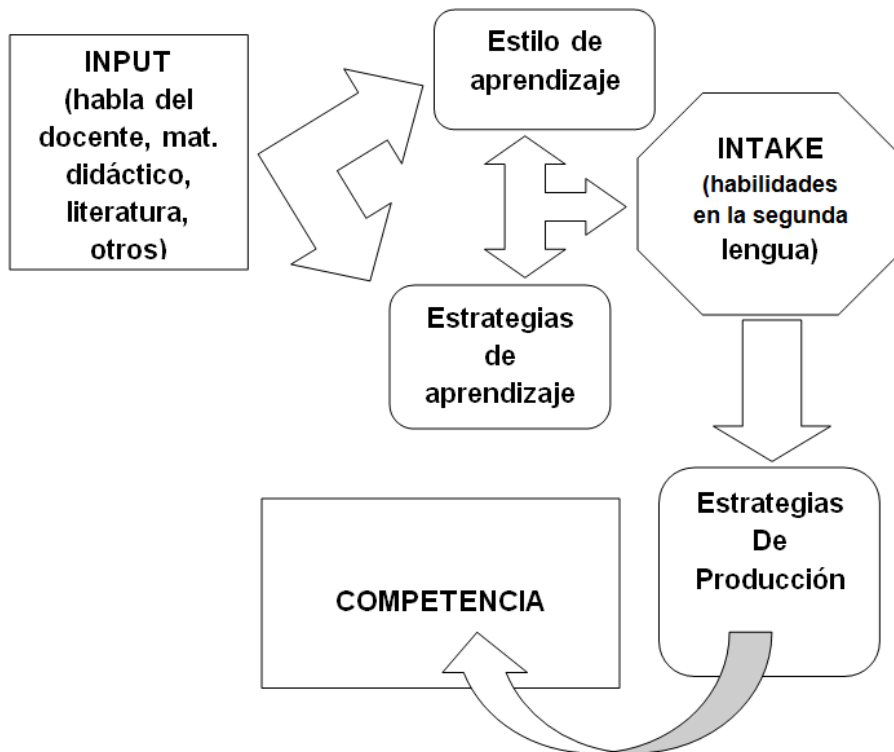 INPUT
(habla del
docente, mat.
didáctico,
literatura,
otros)
Estilo de
aprendizaje
INTAKE
(habilidades
en la segunda
lengua)
Estrategias
de
aprendizaje
Estrategias
De
Producción
COMPETENCIA